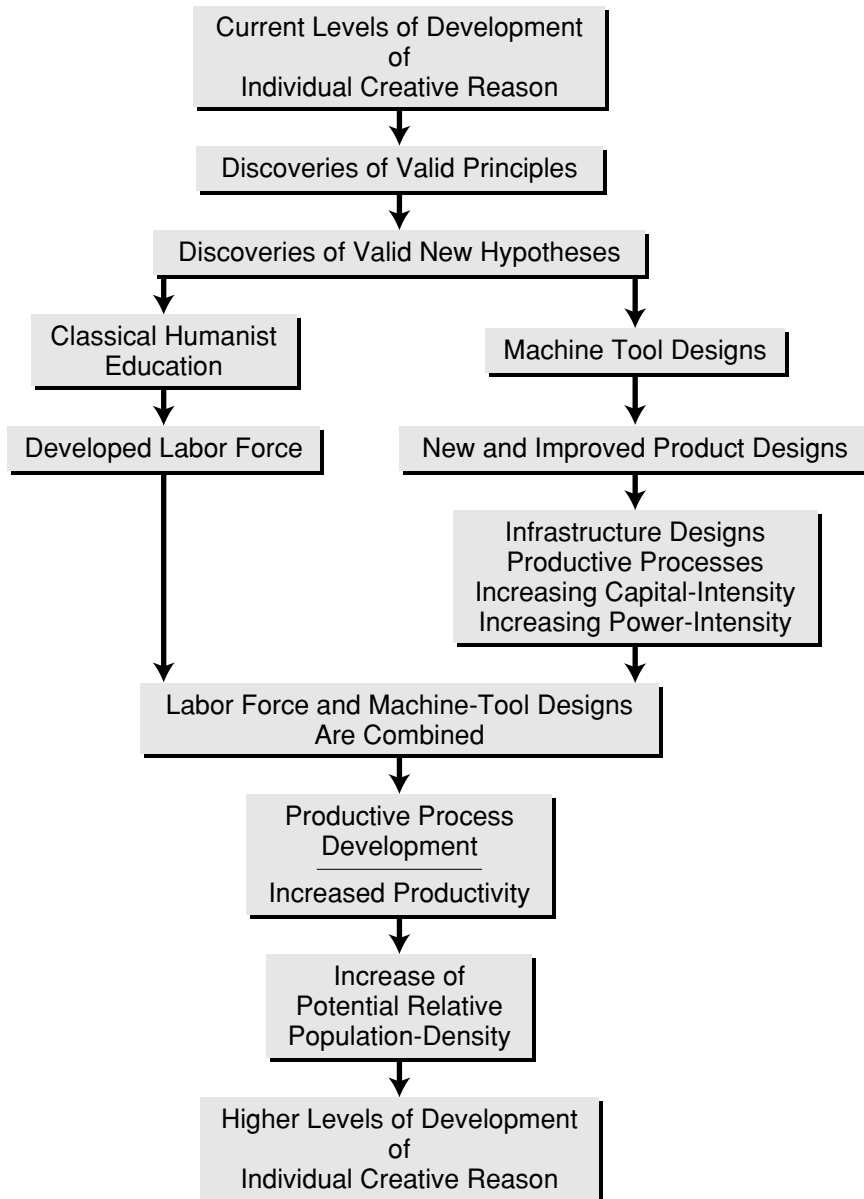 Current Levels of Development
of
Individual Creative Reason
Discoveries of Valid Principles
Discoveries of Valid New Hypotheses
Classical Humanist
Education
Developed Labor Force
Machine Tool Designs
New and Improved Product Designs
Infrastructure Designs
Productive Processes
Increasing Capital-Intensity
Increasing Power-Intensity
Labor Force and Machine-Tool Designs
Are Combined
Productive Process
Development
Increased Productivity
Increase of
Potential Relative
Population-Density
Higher Levels of Development
of
Individual Creative Reason